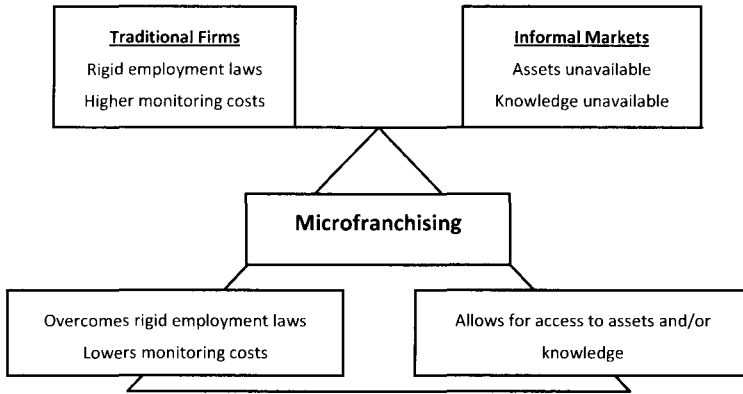 Traditional Firms
Rigid employment laws
Higher monitoring costs
Informal Markets
Assets unavailable
Knowledge unavailable
Microfranchising
Overcomes rigid employment laws
Lowers monitoring costs
Allows for access to assets and/or
knowledge